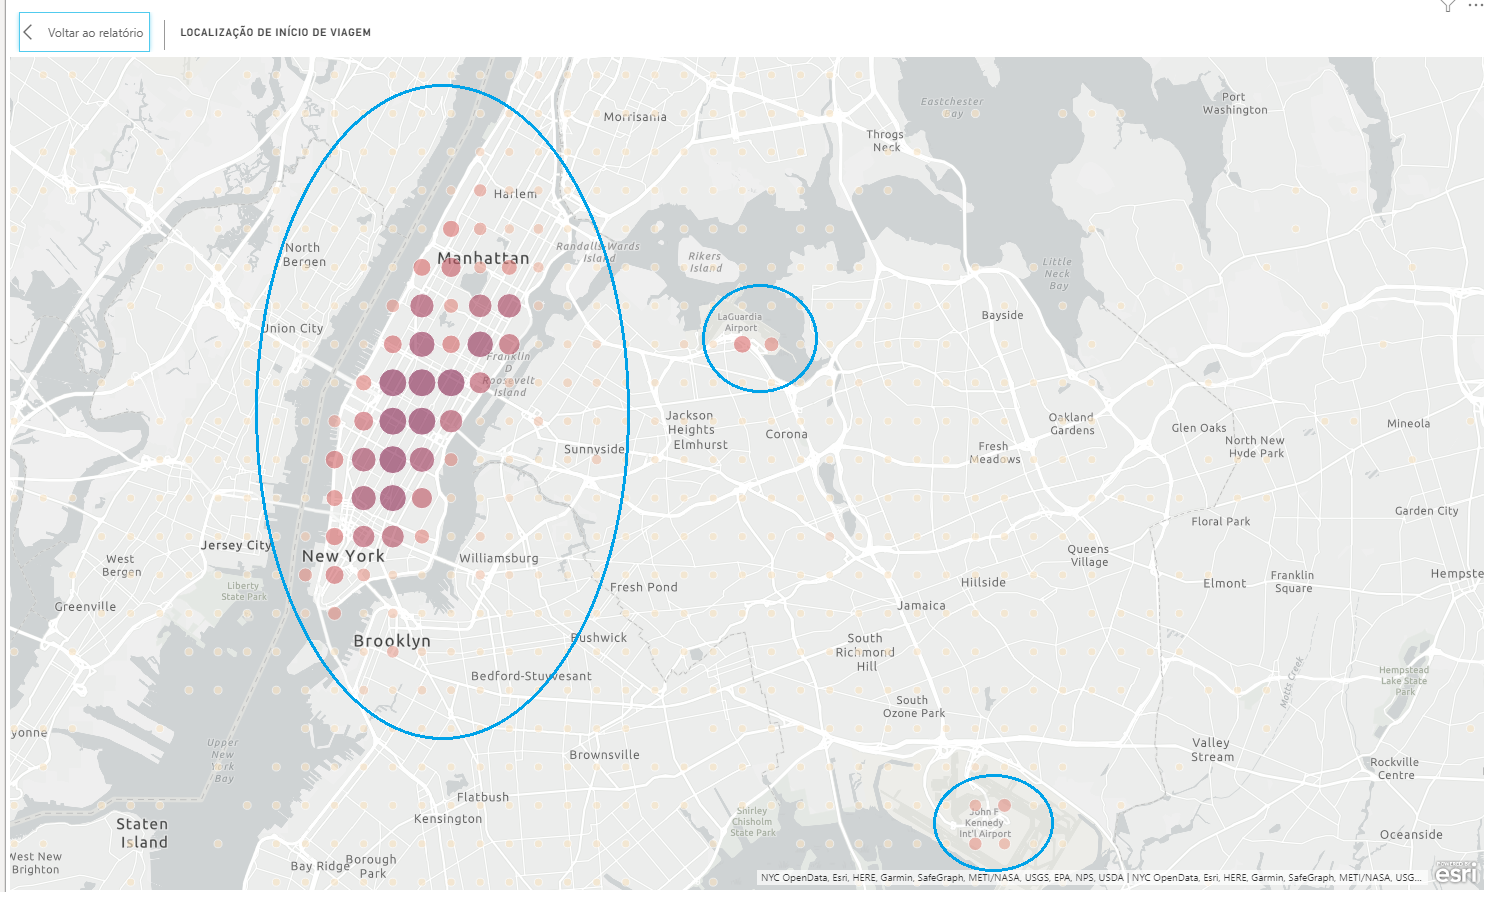 Voltar ao relatório
LOCALIZAÇÃO DE INÍCIO DE VIAGEM
Port
Washington
Eastchester
Bay
Morrisania
Throgs
Neck
Harlem
North
Bergen
Manhattan
Randalls-Wards
Island
Rikers
Island
Little
Neck
Bay
Union City
LaGuardia
Airport
Bayside
Franklin
D
Roosevelt
Island
Jackson
Heights
Elmhurst
Corona
Oakland
Gardens
Glen Oaks
North New
Hyde Park
Mineola
Sunnyside
Fresh
Meadows
Garden City
Floral Park
Jersey City
New York
West
Bergen
Williamsburg
Queens
Village
Liberty
State Park
Fresh Pond
Hillside
Elmont
Franklin
Square
Hempste
Greenville
Jamaica
Brooklyn
Bushwick
South
Richmond
Hill
Bedford-Stuyvesant
Motts Creek
Hempstead
Lake State
Park
South
Ozone Park
yonne
Upper
New
York
Bay
Brownsville
Valley
Stream
Rockville
Centre
Flatbush
Kensington
Shirley
Chisholm
State Park
John F
Kennedy
Int'l Airport
Staten
Island
Oceanside
West New
Brighton
Bay Ridge
Borough
Park
NYC OpenData, Esri, HERE, Garmin, SafeGraph, METI/NASA, USGS, EPA, NPS, USDA | NYC OpenData, Esri, HERE, Garmin, SafeGraph, METI/NASA, USG...
POWERED BY
esri